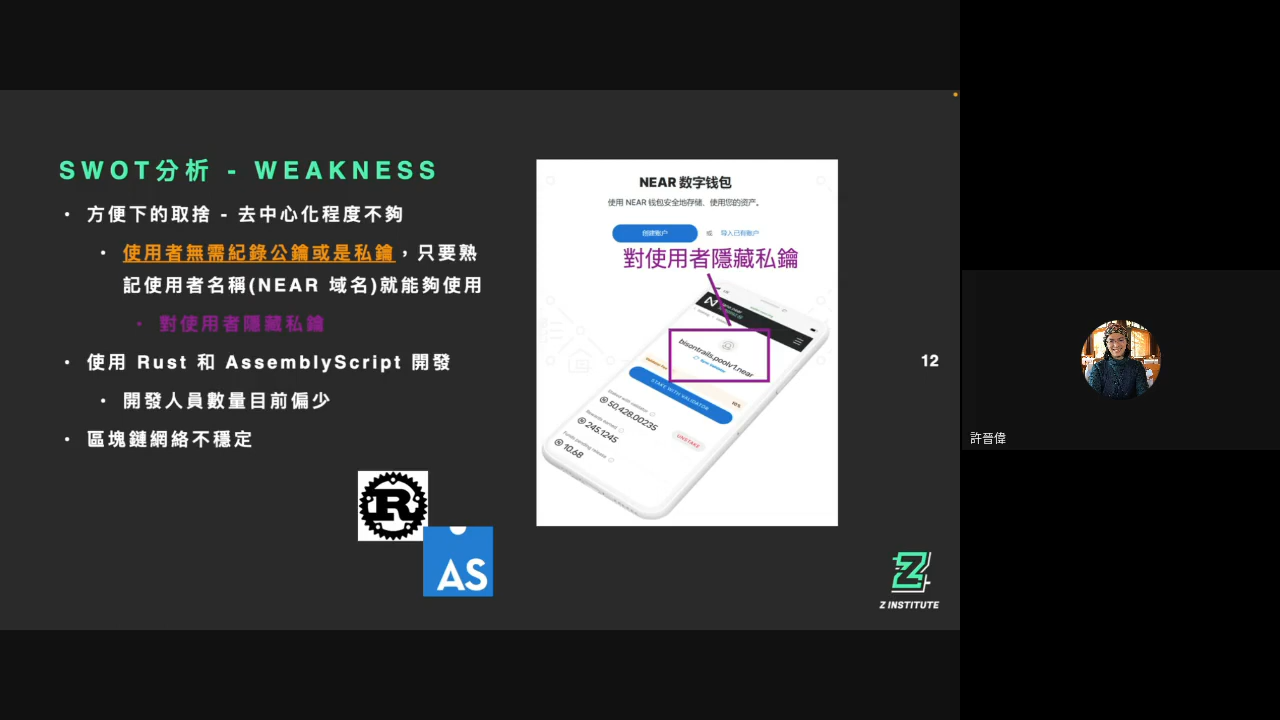 SWOT分析 - WEAKNESS
• 方便下的取捨 - 去中心化程度不夠
• 使用者無需紀錄公鑰或是私鑰，只要熟
記使用者名稱(NEAR 域名)就能夠使用
• 對使用者隱藏私鑰
• 使用 Rust 和 AssemblyScript 開發
• 開發人員數量目前偏少
• 區塊鏈網絡不穩定
R
AS
NEAR 数字钱包
使用 NEAR 钱包安全地存储、使用您的资产。
创建账户 或 导入已有账户
對使用者隱藏私鑰
N
bisontrails.poolv1.near
10%
STAKE WITH VALIDATOR
50,428.00235
Rewards earned
245.1245
UNSTAKE
10.68
12
Z INSTITUTE
許晉偉